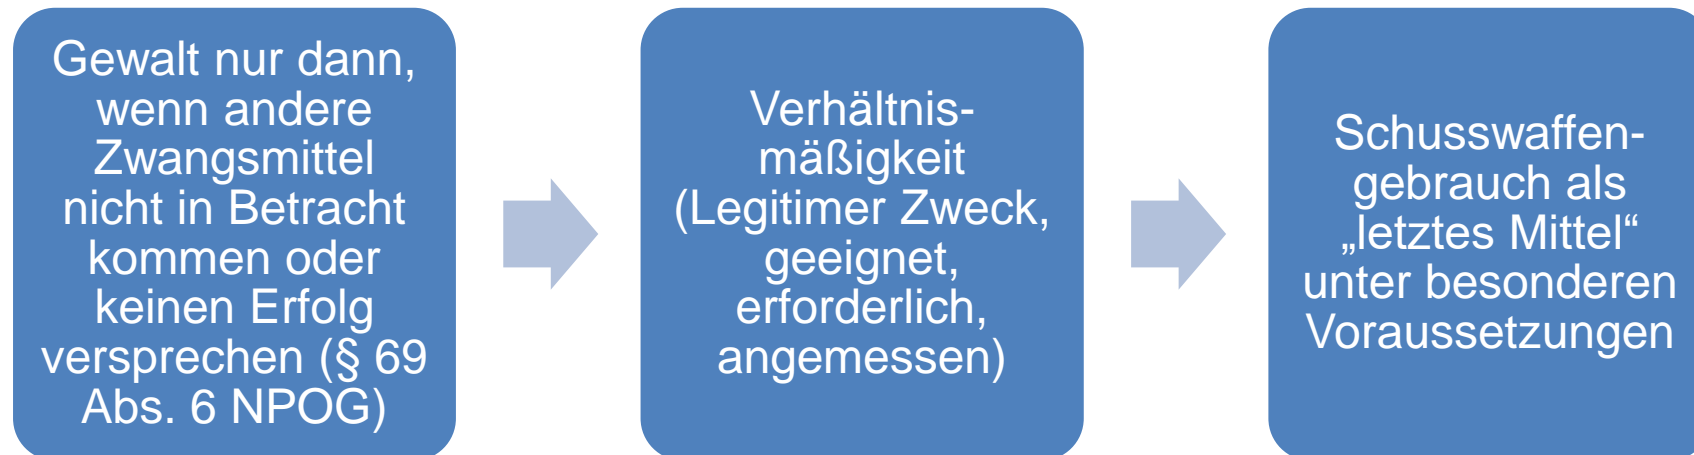 Gewalt nur dann,
wenn andere
Zwangsmittel
nicht in Betracht
kommen oder
keinen Erfolg
versprechen (§ 69
Abs. 6 NPOG)
Verhältnis-
mäßigkeit
(Legitimer Zweck,
geeignet,
erforderlich,
angemessen)
Schusswaffen-
gebrauch als
„letztes Mittel“
unter besonderen
Voraussetzungen